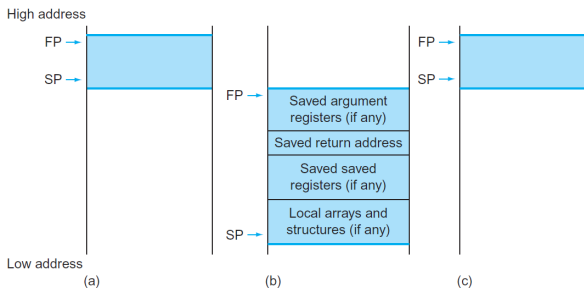 High address
FP
SP
FP
Saved argument
registers (if any)
Saved return address
Saved saved
registers (if any)
Local arrays and
structures (if any)
SP
FP
SP
Low address
(a)
(b)
(c)